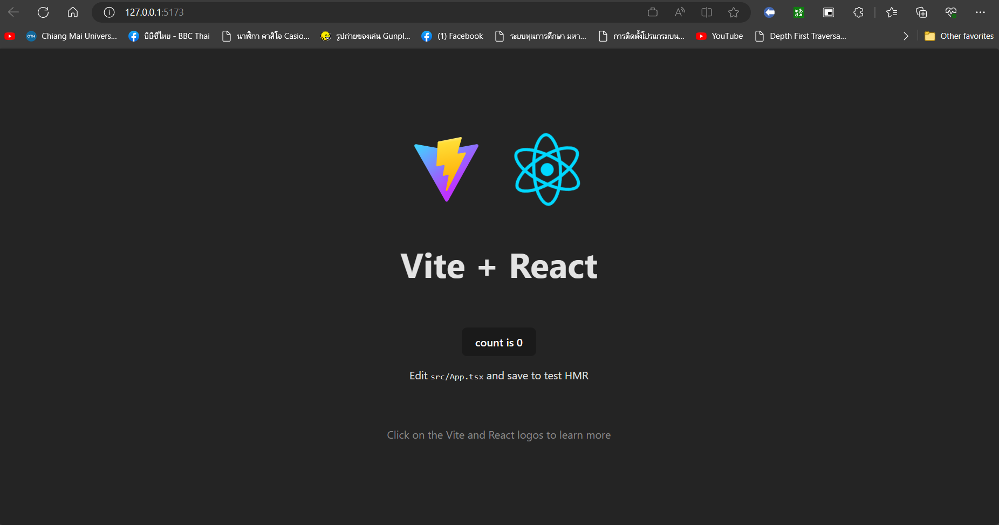 127.0.0.1:5173
Chiang Mai Univers... บีบีซีไทย - BBC Thai นาฬิกา คาสิโอ Casio... รูปถ่ายของเล่น Gunpl... (1) Facebook ระบบทุนการศึกษา มหา... การติดตั้งโปรแกรมบน... YouTube Depth First Traversa... Other favorites
Vite + React
count is 0
Edit src/App.tsx and save to test HMR
Click on the Vite and React logos to learn more